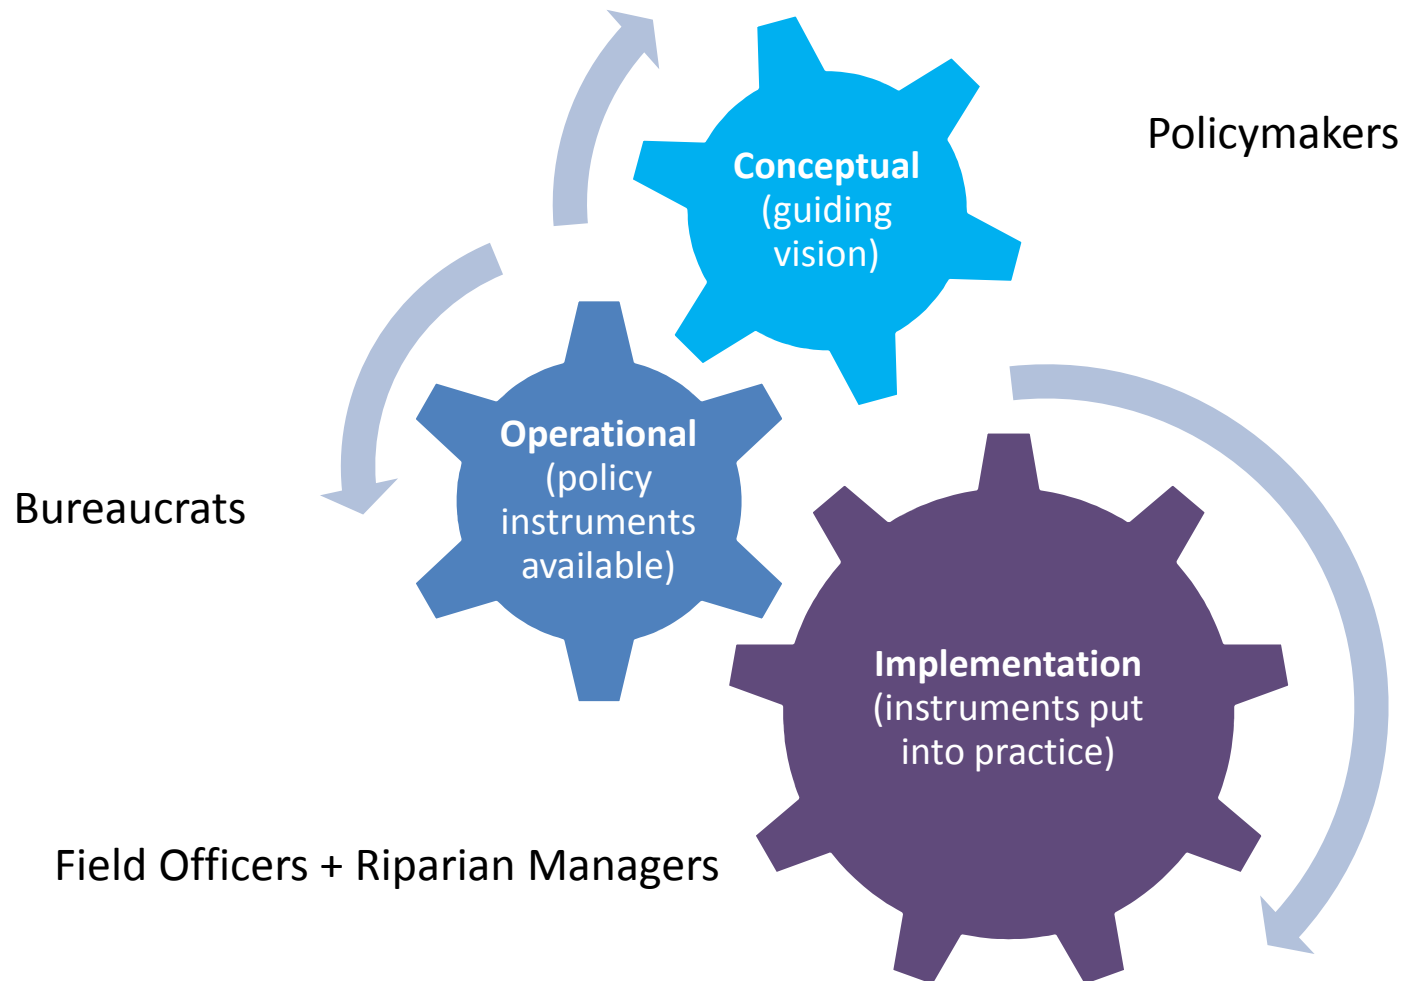 Policymakers
Conceptual
(guiding
vision)
Operational
(policy
instruments
available)
Bureaucrats
Implementation
(instruments put
into practice)
Field Officers + Riparian Managers